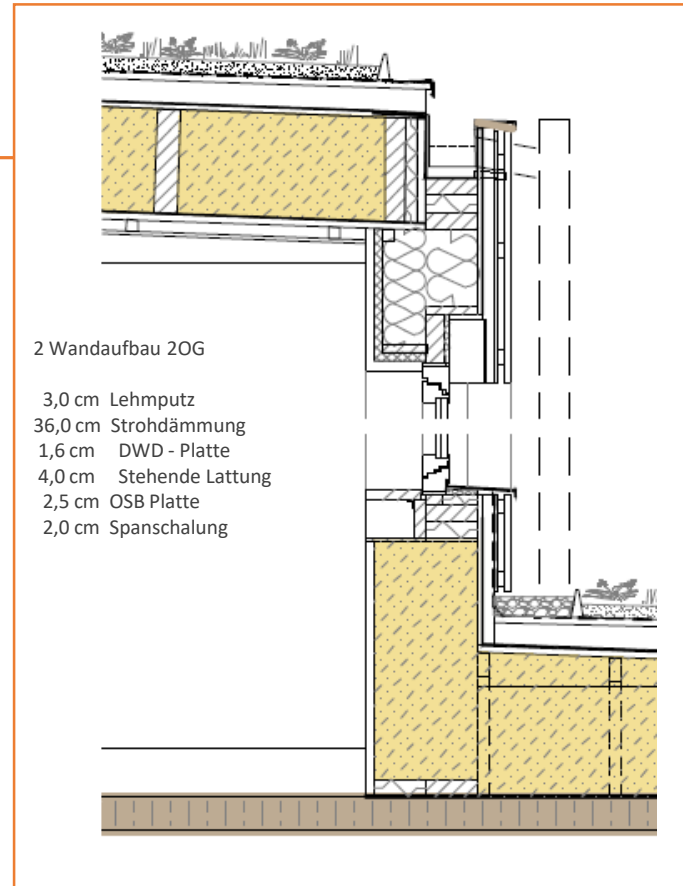 2 Wandaufbau 2OG
3,0 cm Lehmputz
36,0 cm Strohdämmung
1,6 cm DWD - Platte
4,0 cm Stehende Lattung
2,5 cm OSB Platte
2,0 cm Spanschalung